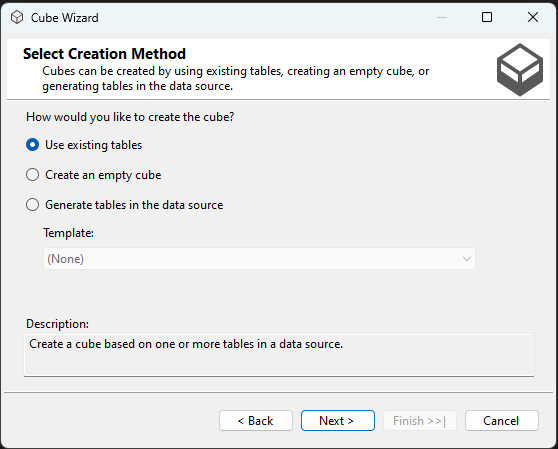 Cube Wizard
Select Creation Method
Cubes can be created by using existing tables, creating an empty cube, or
generating tables in the data source.
How would you like to create the cube?
Use existing tables
Create an empty cube
Generate tables in the data source
Template:
(None)
Description:
Create a cube based on one or more tables in a data source.
< Back
Next >
Finish >>|
Cancel